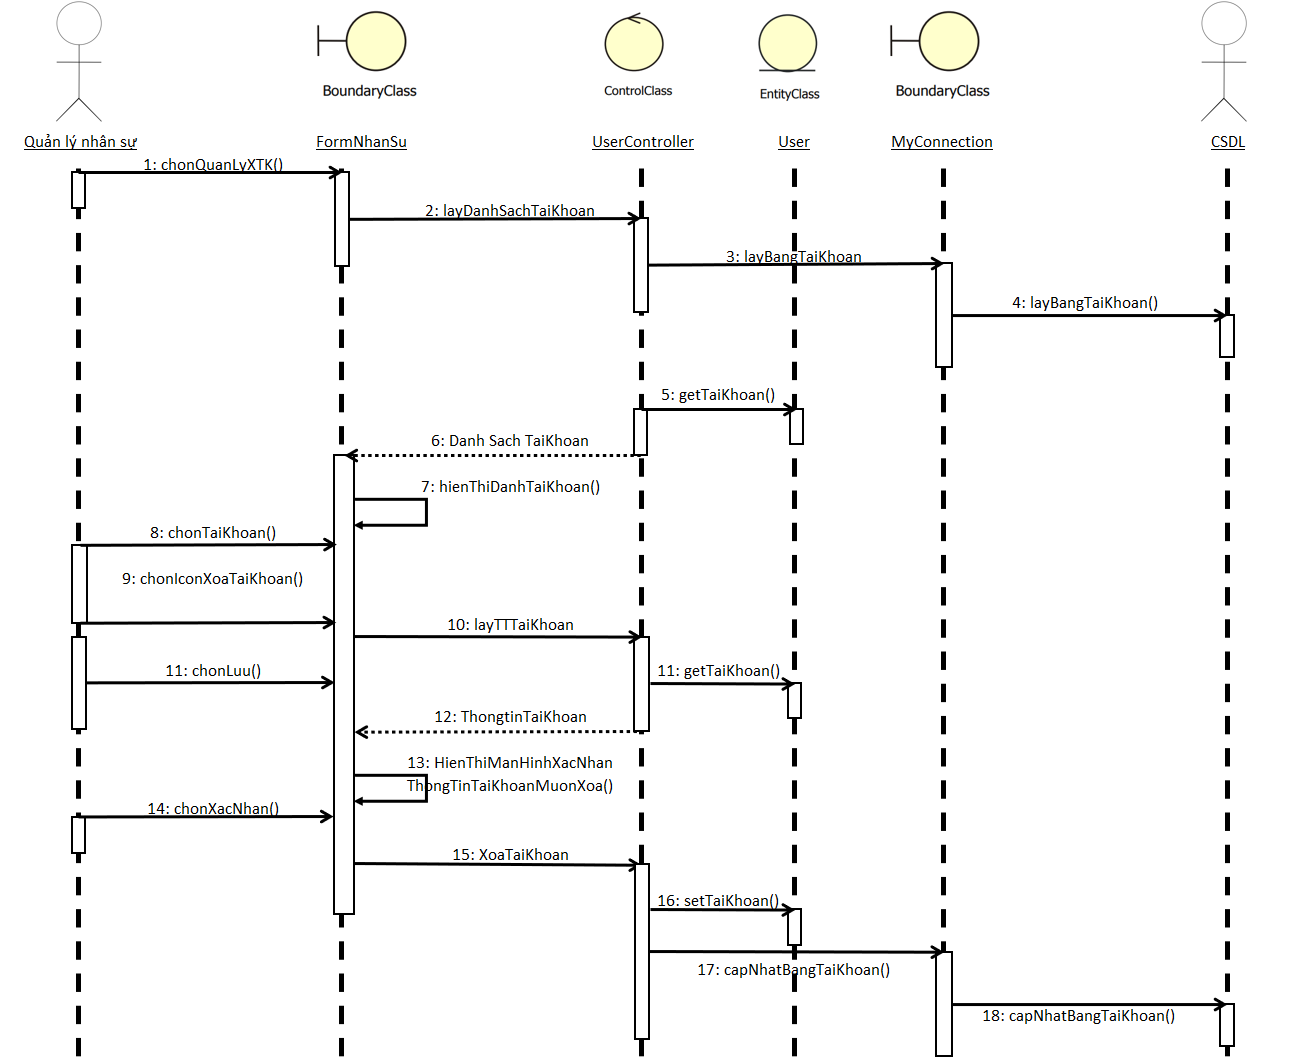 BoundaryClass
ControlClass
EntityClass
BoundaryClass
Quản lý nhân sự
FormNhanSu
UserController
User
MyConnection
CSDL
1: chonQuanLyXTK()
2: layDanhSachTaiKhoan
3: layBangTaiKhoan
4: layBangTaiKhoan()
5: getTaiKhoan()
6: Danh Sach TaiKhoan
7: hienThiDanhTaiKhoan()
8: chonTaiKhoan()
9: chonIconXoaTaiKhoan()
10: layTTTaiKhoan
11: chonLuu()
11: getTaiKhoan()
12: ThongtinTaiKhoan
13: HienThiManHinhXacNhan
ThongTinTaiKhoanMuonXoa()
14: chonXacNhan()
15: XoaTaiKhoan
16: setTaiKhoan()
17: capNhatBangTaiKhoan()
18: capNhatBangTaiKhoan()